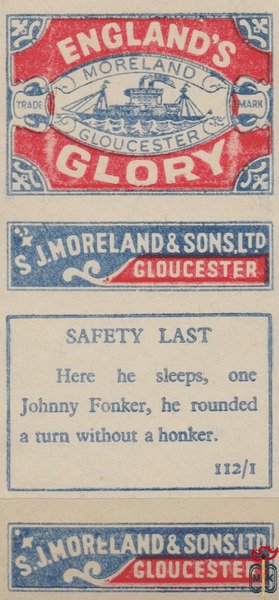 ENGLAND'S
MORELAND
TRADE MARK
GLOUCESTER
GLORY
S.J.MORELAND & SONS,LTD
GLOUCESTER
SAFETY LAST
Here he sleeps, one
Johnny Fonker, he rounded
a turn without a honker.
112/1
S.J.MORELAND & SONS,LTD
GLOUCESTER